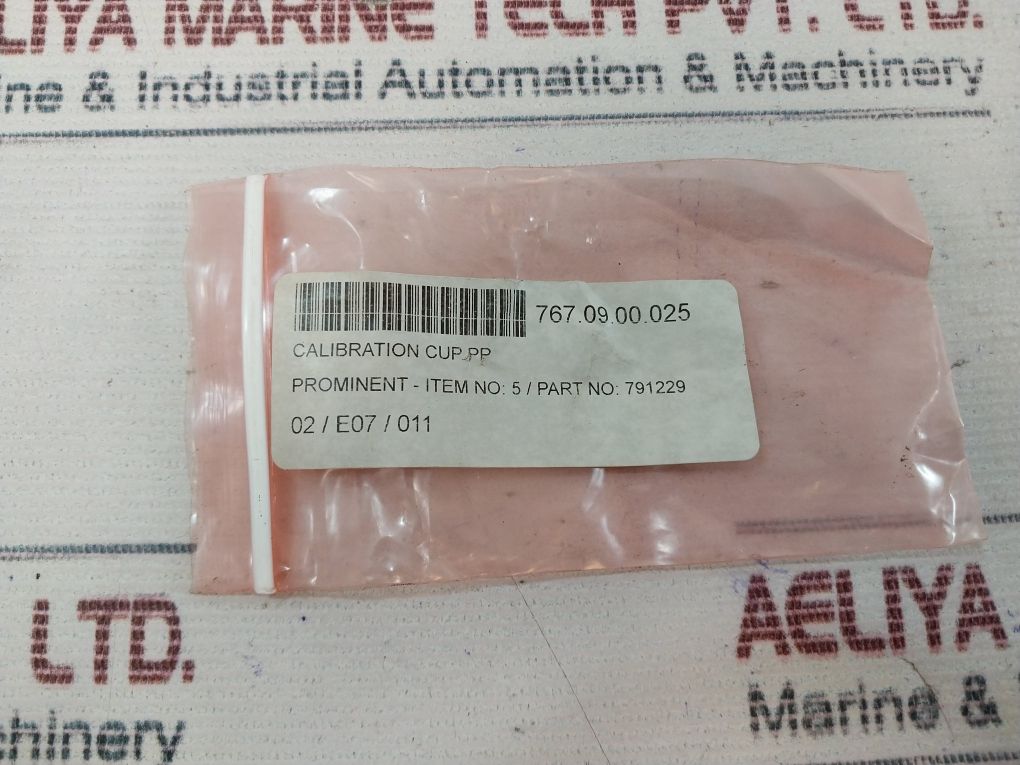 LIYA MARINE TECH PVT. LTD.
ne & Industrial Automation & Machinery
767.09.00.025
CALIBRATION CUP PP
PROMINENT - ITEM NO: 5 / PART NO: 791229
02 / E07 / 011
LTD.
AELIYA
chinery
Marine &